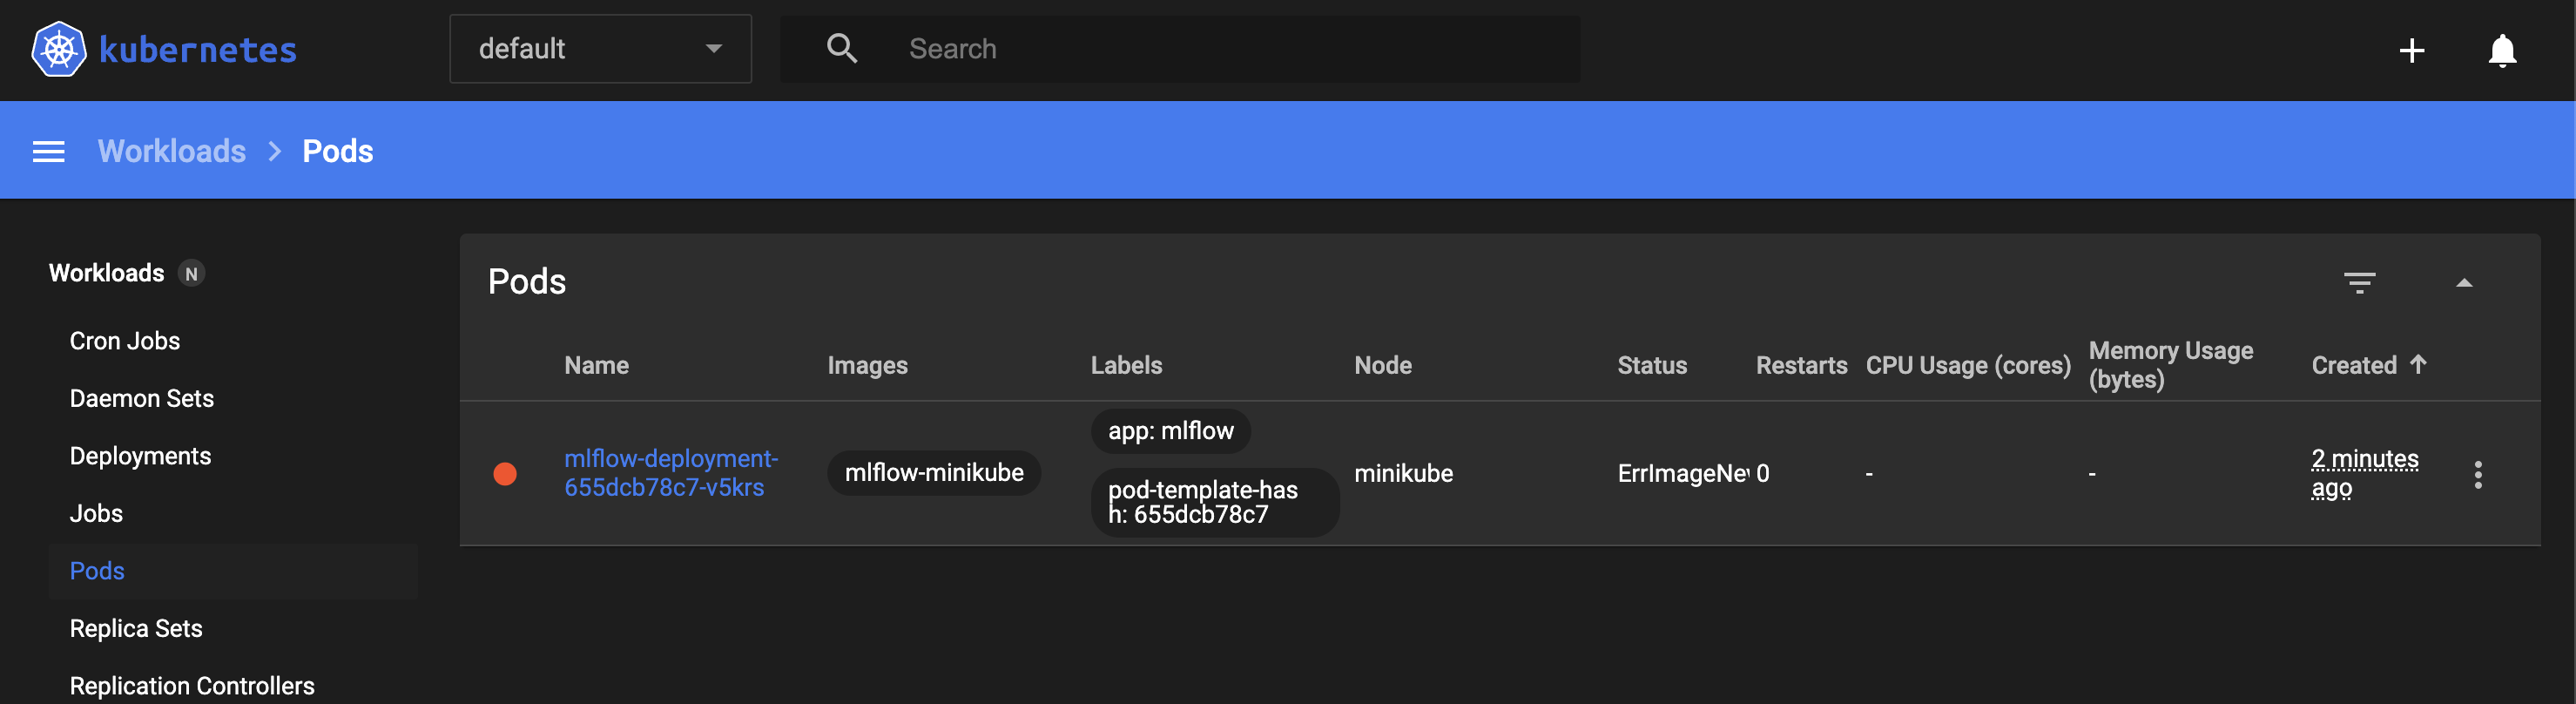 kubernetes
default
Search
Workloads
Pods
Workloads N
Cron Jobs
Daemon Sets
Deployments
Jobs
Pods
Replica Sets
Replication Controllers
Pods
Name
Images
Labels
Node
Status
Restarts
CPU Usage (cores)
Memory Usage
(bytes)
Created
mlflow-deployment-
655dcb78c7-v5krs
mlflow-minikube
app: mlflow
pod-template-has
h: 655dcb78c7
minikube
ErrImageNe
0
-
-
2 minutes
ago